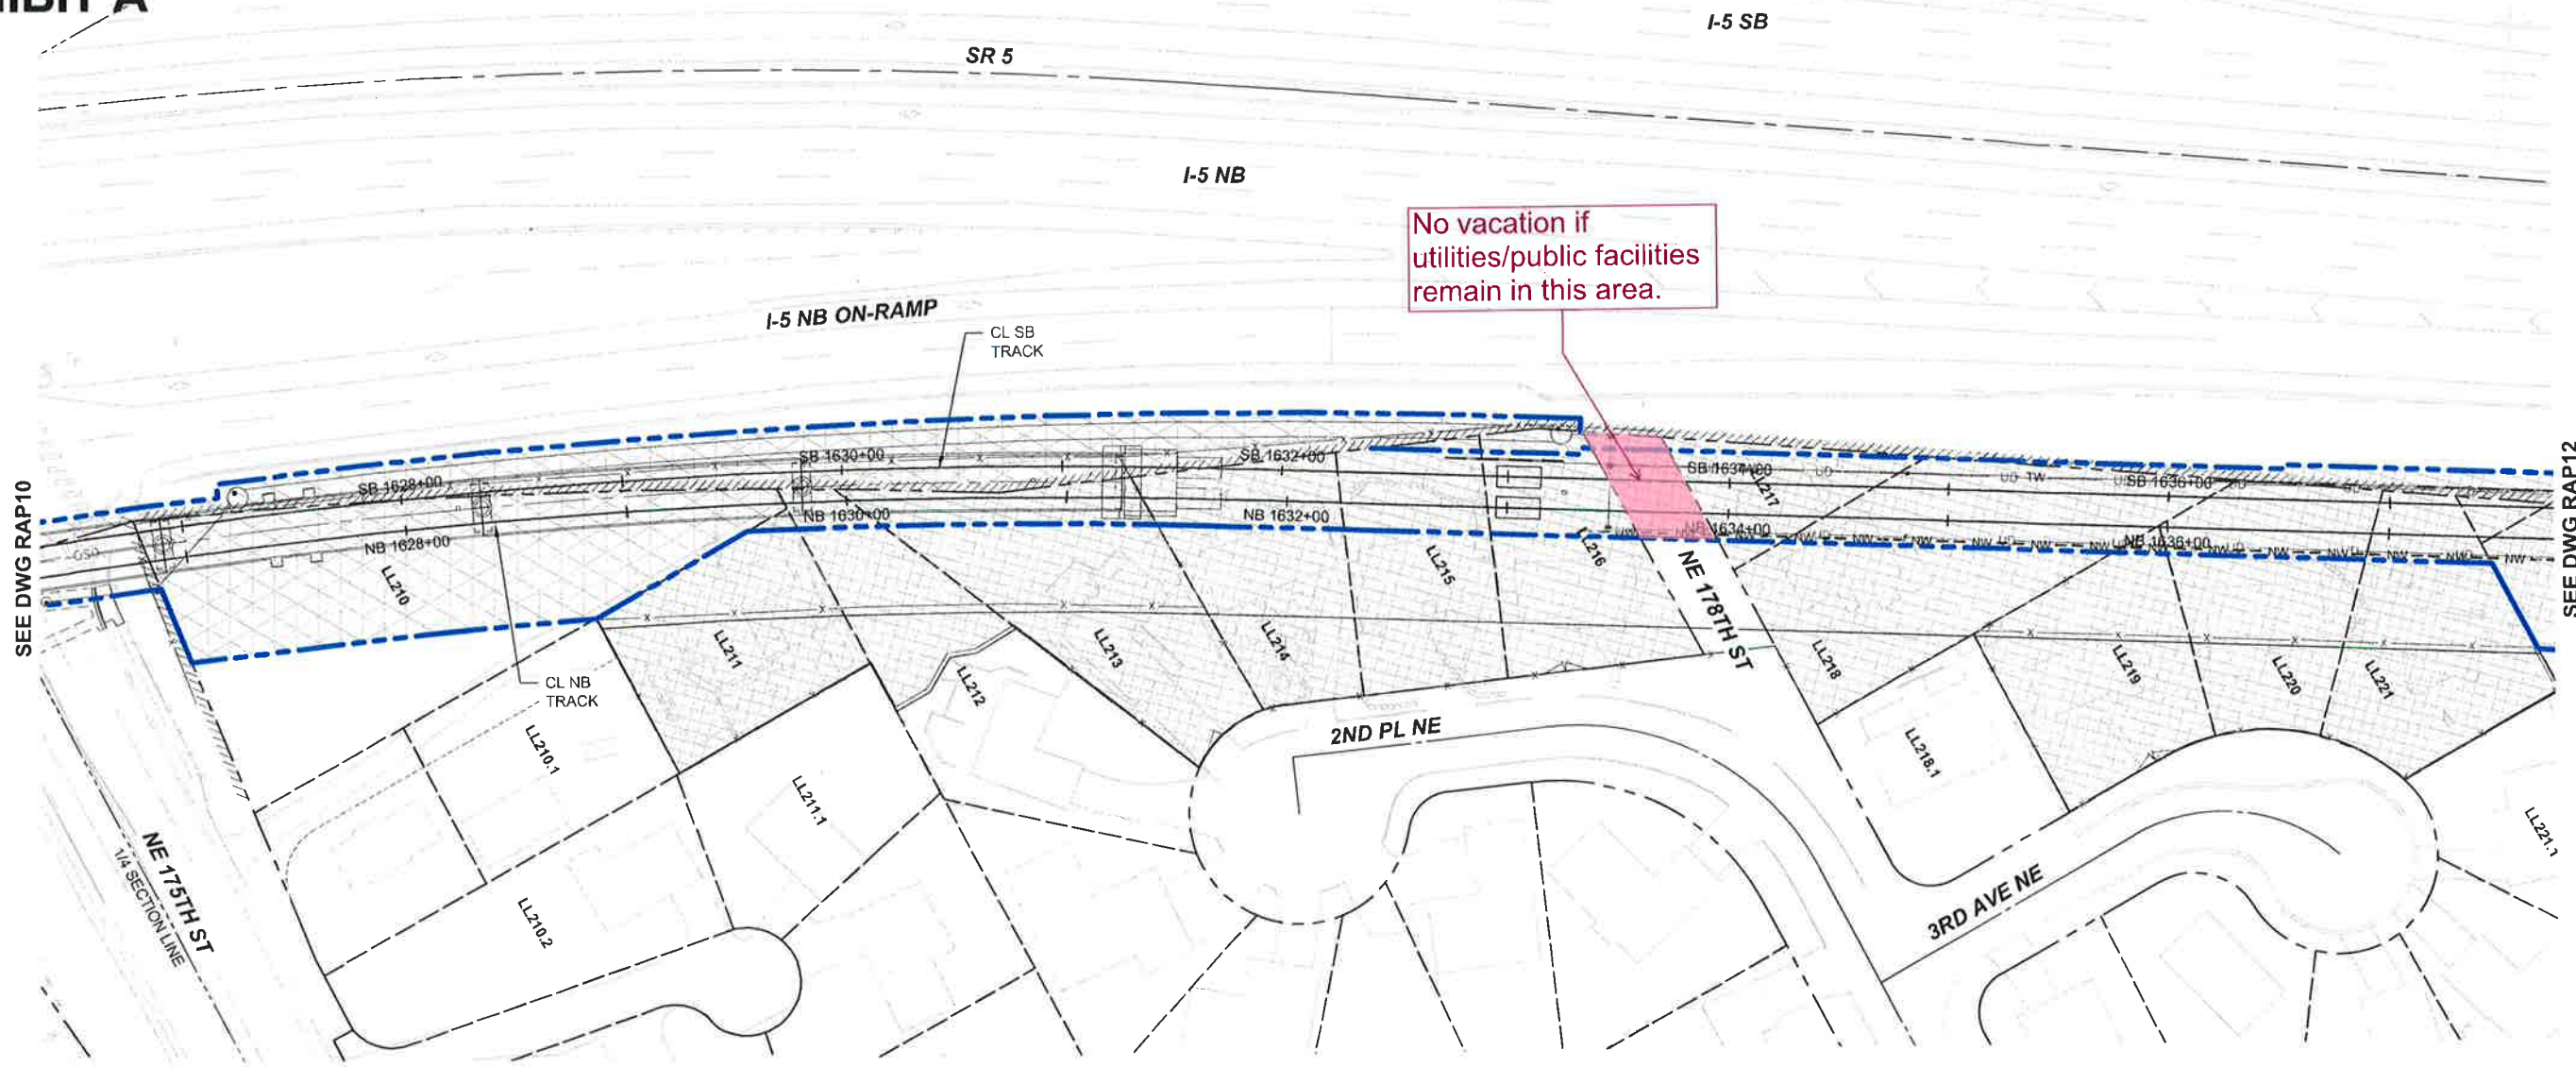 I-5 SB
SR 5
I-5 NB
No vacation if
utilities/public facilities
remain in this area.
I-5 NB ON-RAMP
CL SB
TRACK
SEE DWG RAP10
SEE DWG RAP12
SB 1628+00
SB 1630+00
SB 1632+00
SB 1634+00
SB 1636+00
NB 1628+00
NB 1630+00
NB 1632+00
NB 1634+00
NB 1636+00
LL210
LL211
LL212
LL213
LL214
LL215
LL216
LL217
LL218
LL219
LL220
LL221
CL NB
TRACK
LL210.1
LL211.1
LL210.2
LL218.1
LL221.1
NE 178TH ST
2ND PL NE
3RD AVE NE
NE 175TH ST
1/4 SECTION LINE